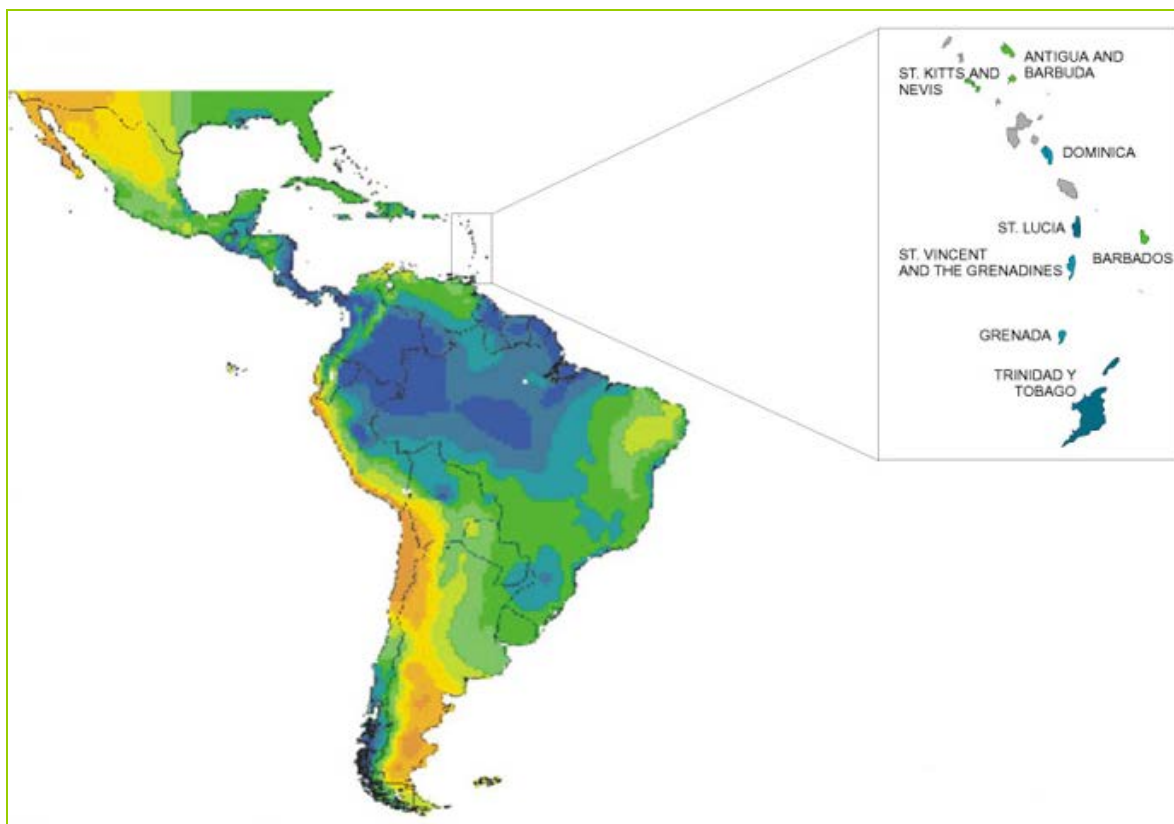 ANTIGUA AND
BARBUDA
ST. KITTS AND
NEVIS
DOMINICA
ST. LUCIA
BARBADOS
ST. VINCENT
AND THE GRENADINES
GRENADA
TRINIDAD Y
TOBAGO